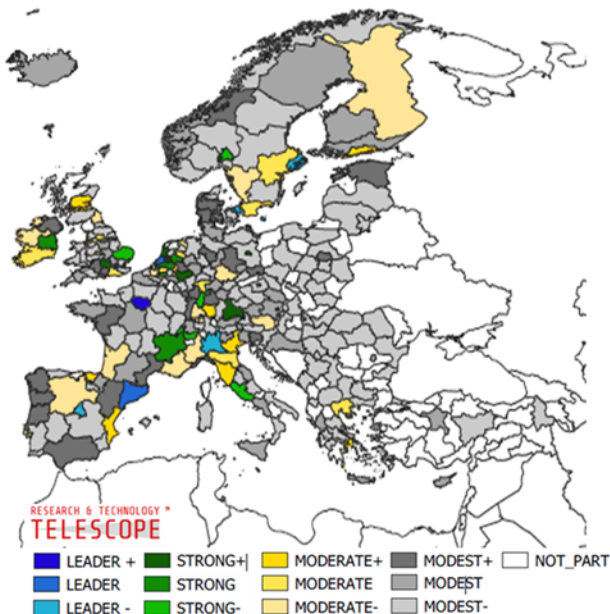 RESEARCH & TECHNOLOGY *
TELESCOPE
LEADER + STRONG+| MODERATE+ MODEST+ NOT_PART
LEADER STRONG MODERATE MODEST
LEADER - STRONG- MODERATE- MODEST-